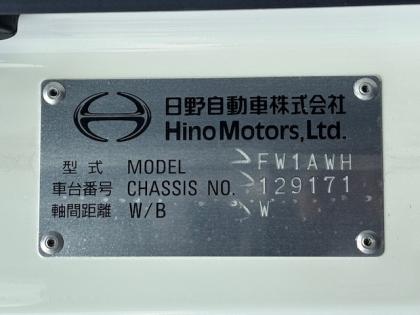 日野自動車株式会社
Hino Motors, Ltd.
型式 MODEL >FW1AWH
車台番号 CHASSIS NO. >129171
軸間距離 W/B >W